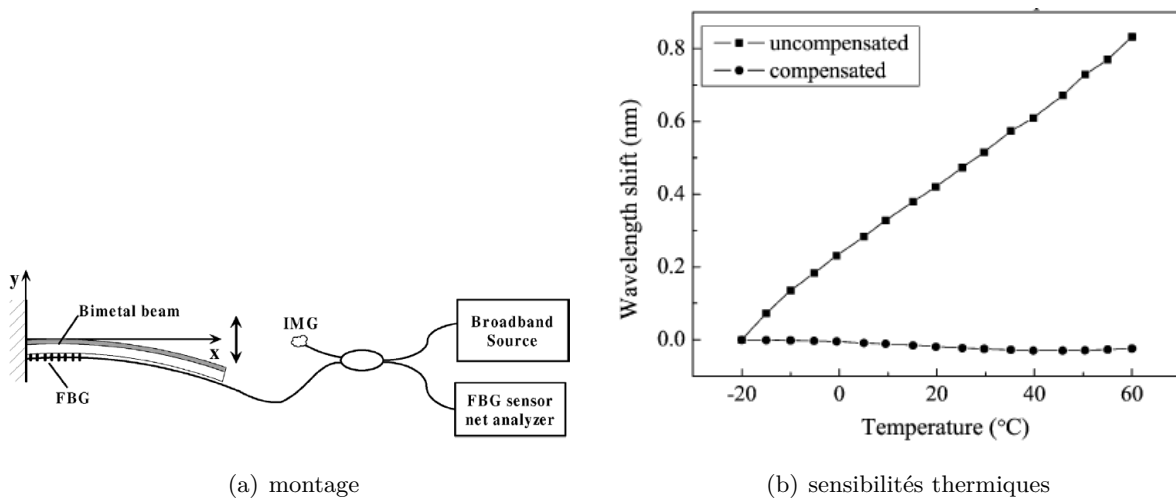 y
Bimetal beam
x
FBG
IMG
Broadband
Source
FBG sensor
net analyzer
(a) montage
uncompensated
compensated
Wavelength shift (nm)
0.8
0.6
0.4
0.2
0.0
-20
0
20
40
60
Temperature (°C)
(b) sensibilités thermiques